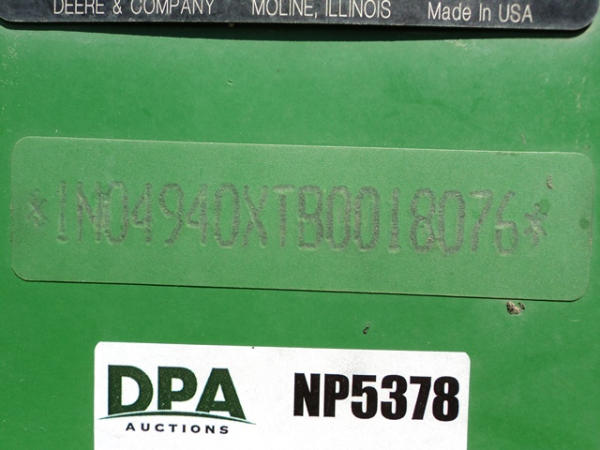 DEERE & COMPANY MOLINE, ILLINOIS Made In USA
*1N04940XTB0018076*
DPA NP5378
AUCTIONS